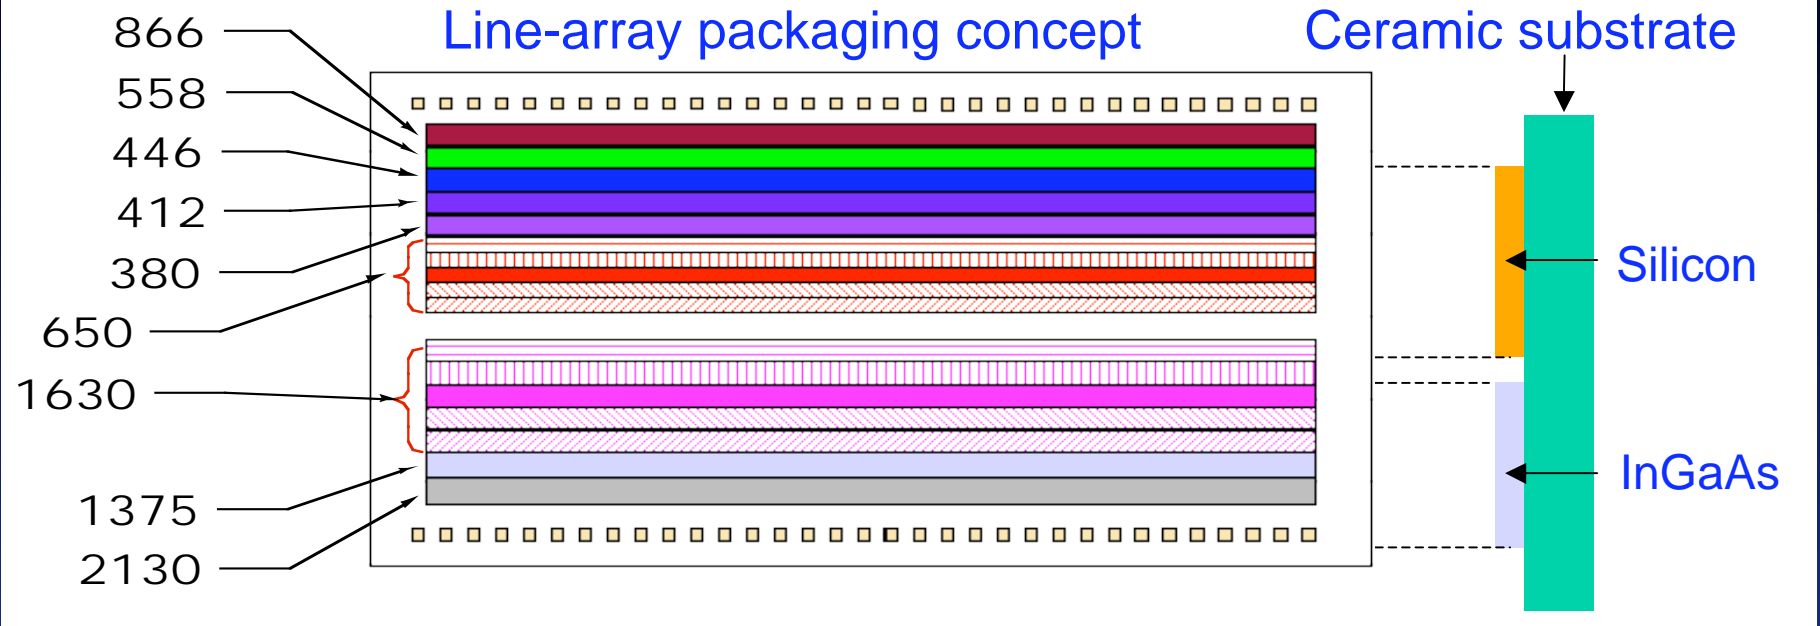 Line-array packaging concept
Ceramic substrate
866
558
446
412
380
650
1630
1375
2130
Silicon
InGaAs